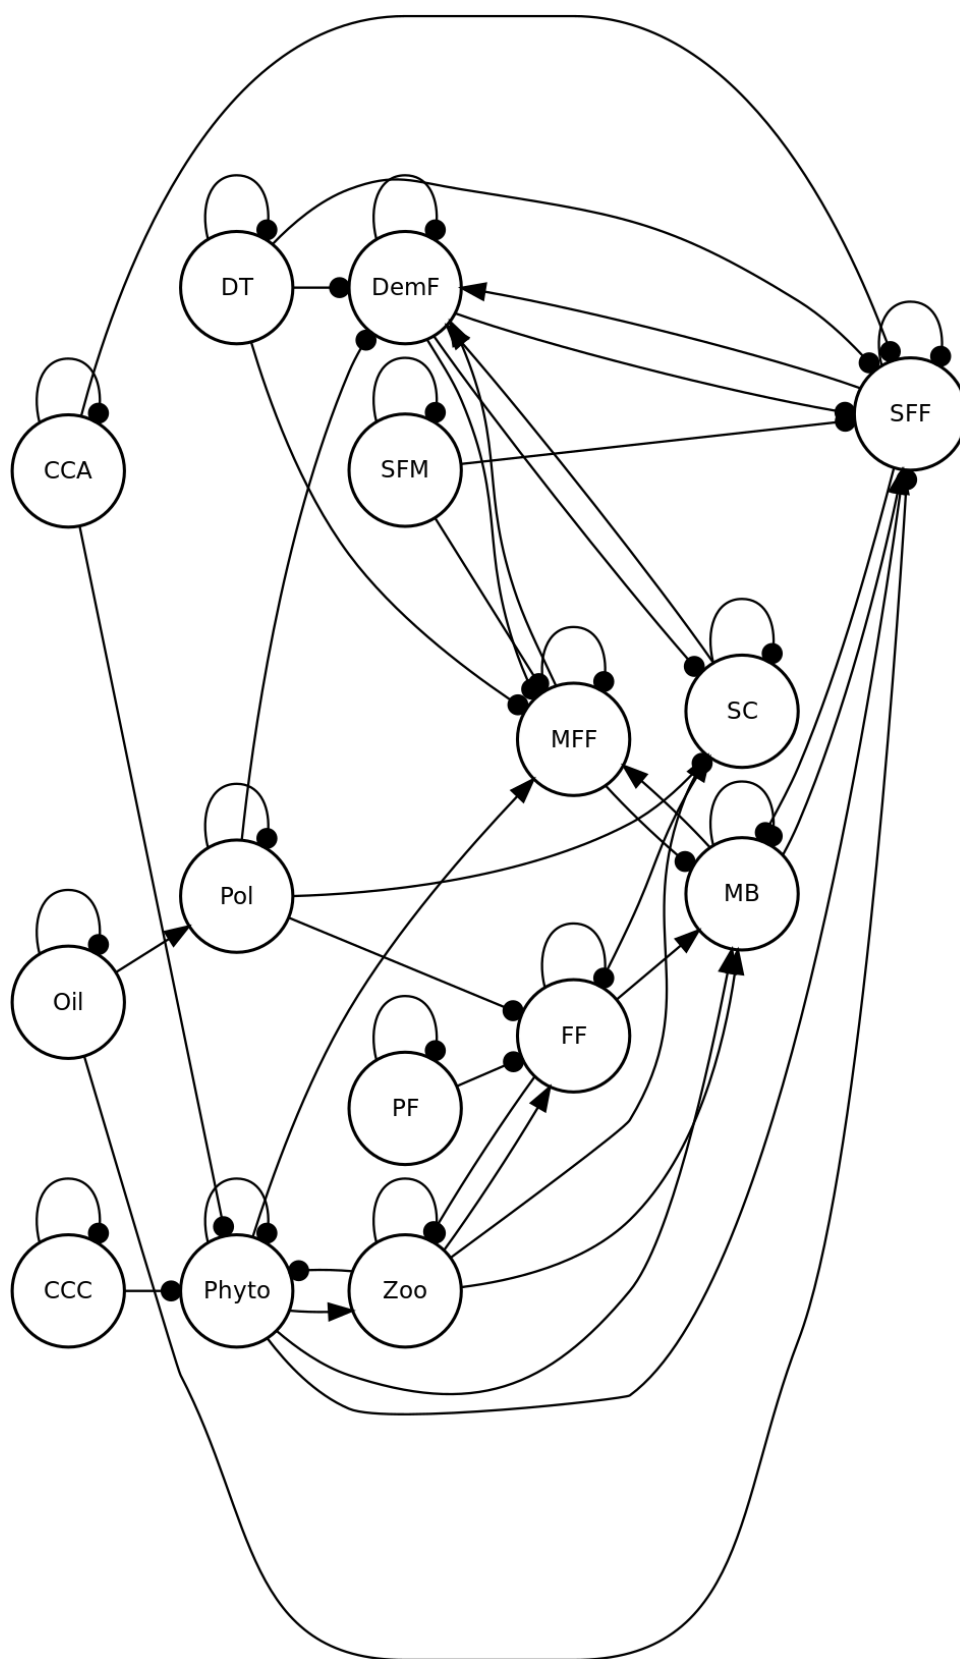 DT
DemF
SFF
CCA
SFM
SC
MFF
Pol
MB
Oil
FF
PF
CCC
Phyto
Zoo